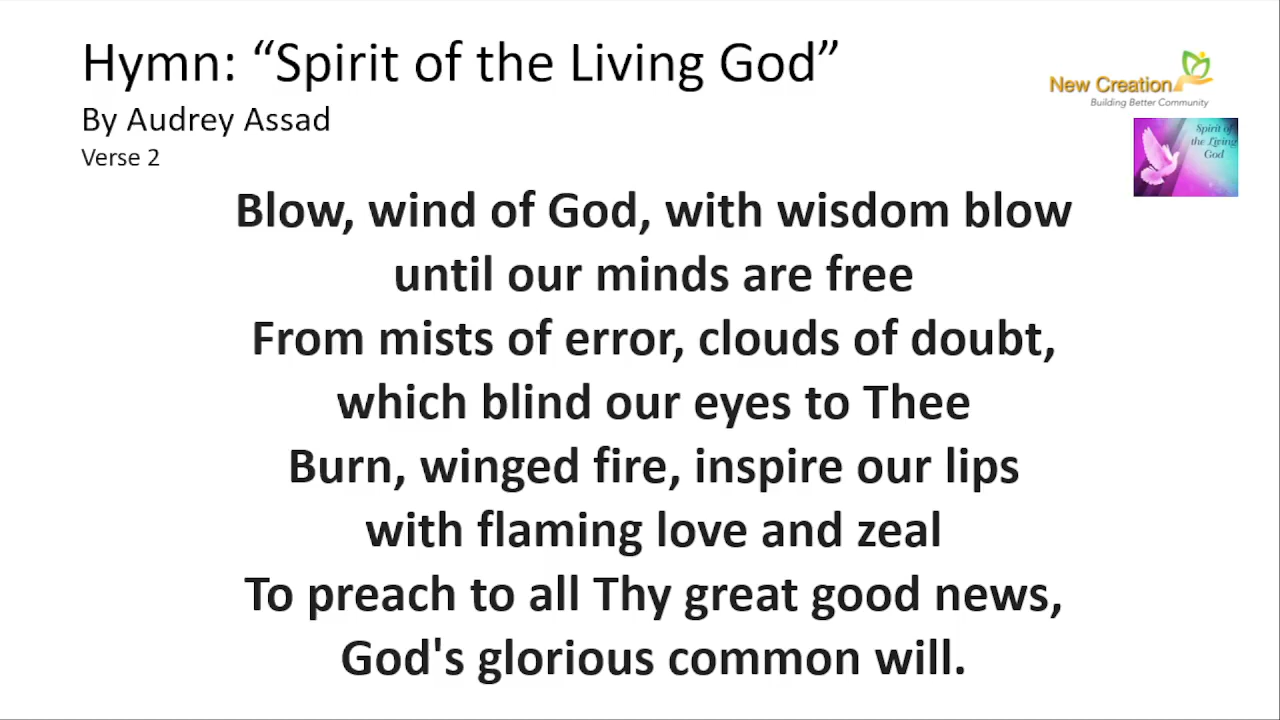 Hymn: “Spirit of the Living God”
By Audrey Assad
Verse 2
New Creation
Building Better Community
Spirit of
the Living
God
Blow, wind of God, with wisdom blow
until our minds are free
From mists of error, clouds of doubt,
which blind our eyes to Thee
Burn, winged fire, inspire our lips
with flaming love and zeal
To preach to all Thy great good news,
God's glorious common will.